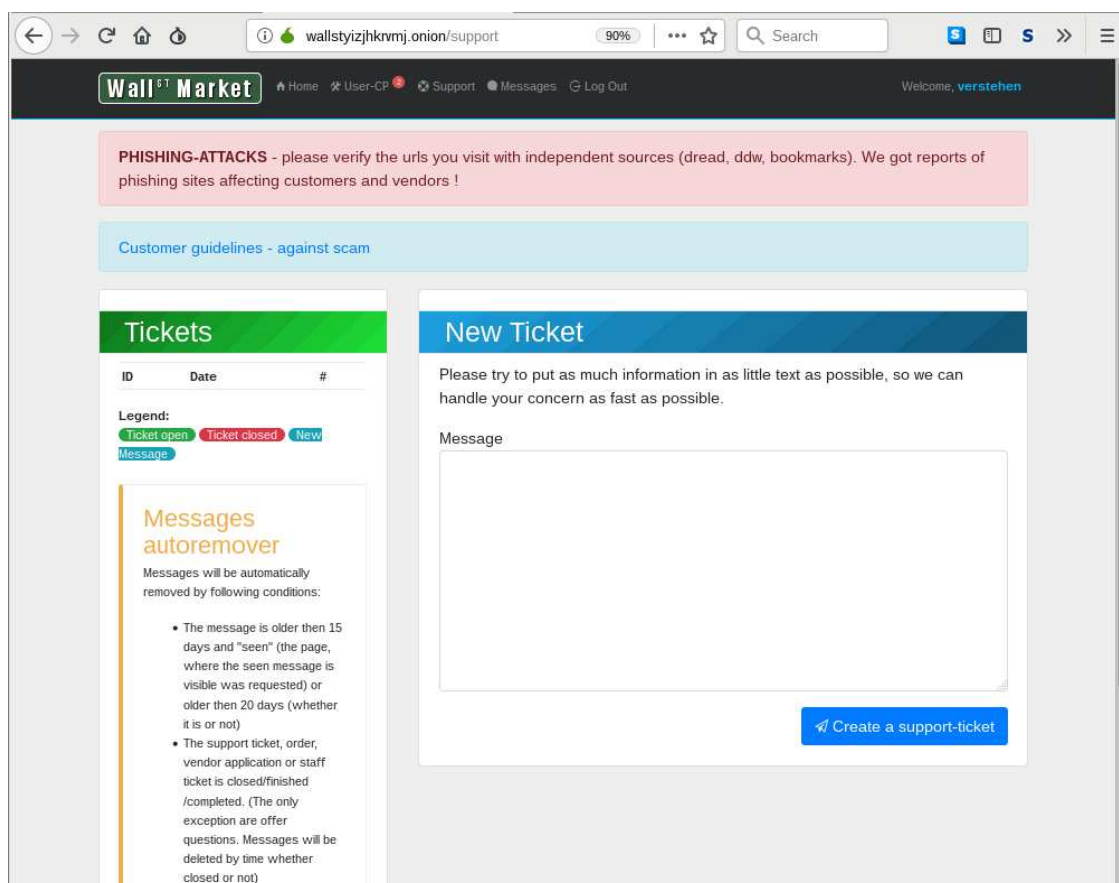 wallstyizjhkrvmj.onion/support
90%
Search
Wall ST Market
Home User-CP 2 Support Messages Log Out
Welcome, verstehen
PHISHING-ATTACKS - please verify the urls you visit with independent sources (dread, ddw, bookmarks). We got reports of
phishing sites affecting customers and vendors !
Customer guidelines - against scam
Tickets
ID Date #
Legend:
Ticket open Ticket closed New
Message
Messages
autoremover
Messages will be automatically
removed by following conditions:
• The message is older then 15
days and "seen" (the page,
where the seen message is
visible was requested) or
older then 20 days (whether
it is or not)
• The support ticket, order,
vendor application or staff
ticket is closed/finished
/completed. (The only
exception are offer
questions. Messages will be
deleted by time whether
closed or not)
New Ticket
Please try to put as much information in as little text as possible, so we can
handle your concern as fast as possible.
Message
Create a support-ticket